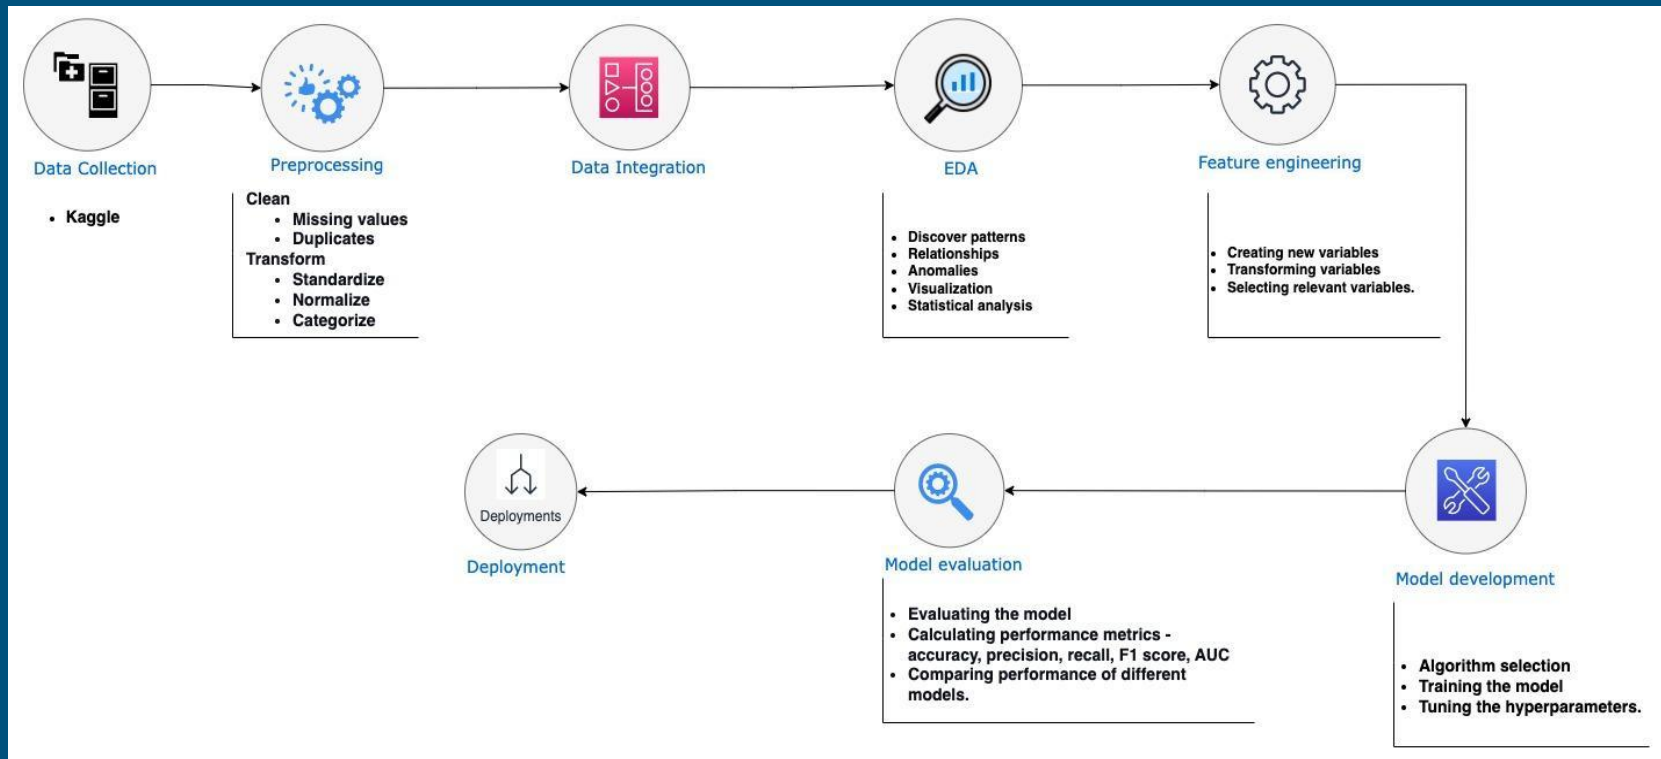 Data Collection
Kaggle
Preprocessing
Clean
Missing values
Duplicates
Transform
Standardize
Normalize
Categorize
Data Integration
EDA
Discover patterns
Relationships
Anomalies
Visualization
Statistical analysis
Feature engineering
Creating new variables
Transforming variables
Selecting relevant variables.
Model development
Algorithm selection
Training the model
Tuning the hyperparameters.
Model evaluation
Evaluating the model
Calculating performance metrics -
accuracy, precision, recall, F1 score, AUC
Comparing performance of different
models.
Deployments
Deployment